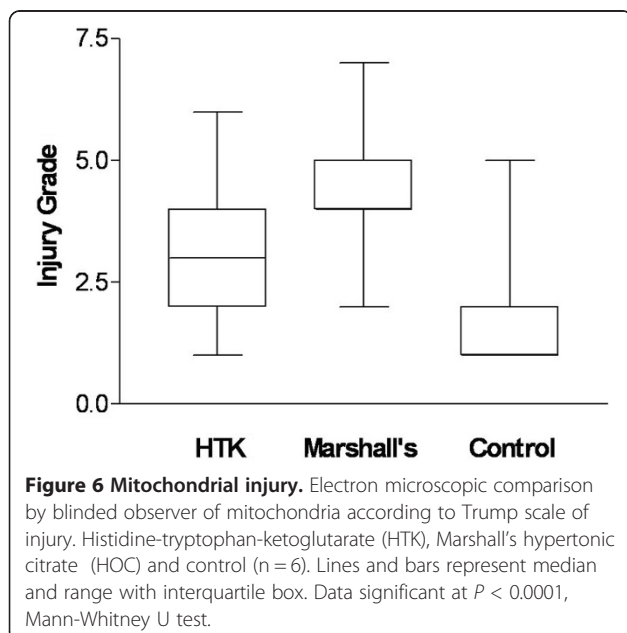 7.5
5.0
2.5
0.0
Injury Grade
HTK Marshall's Control
Figure 6 Mitochondrial injury. Electron microscopic comparison
by blinded observer of mitochondria according to Trump scale of
injury. Histidine-tryptophan-ketoglutarate (HTK), Marshall's hypertonic
citrate (HOC) and control (n = 6). Lines and bars represent median
and range with interquartile box. Data significant at P < 0.0001,
Mann-Whitney U test.